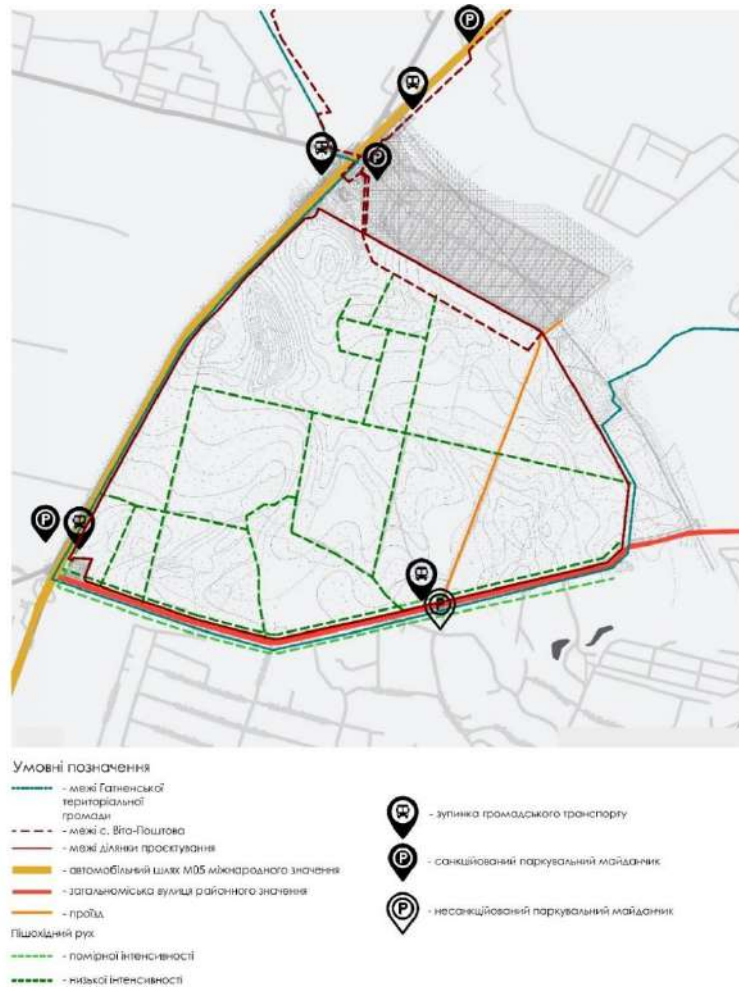 Умовні позначення
- межі Гатненської
територіальної
громади
- межі с. Віта-Поштова
- межі ділянки проєктування
- автомобільний шлях М05 міжнародного значення
- загальноміська вулиця районного значення
- проїзд
Пішохідний рух
- помірної інтенсивності
- низької інтенсивності
- зупинка громадського транспорту
- санкційований паркувальний майданчик
- несанкційований паркувальний майданчик
P
P
P
P
P
P